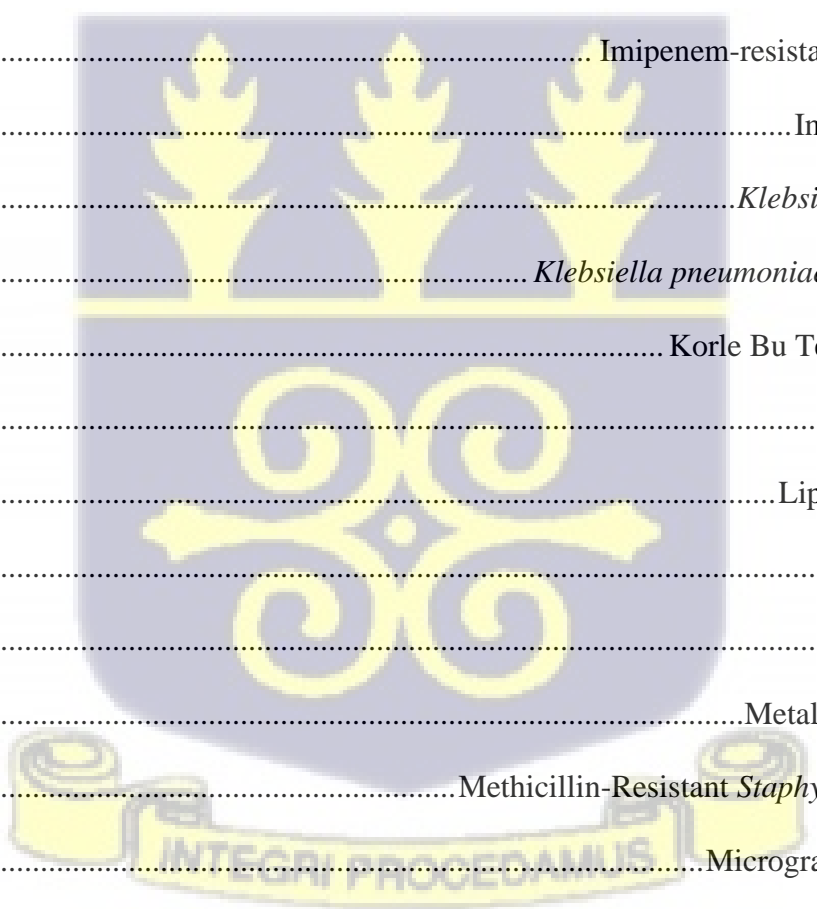 ........................................................................... Imipenem-resista
.....................................................................................................In
..............................................................................................Klebsi
................................................................... Klebsiella pneumoniae
.................................................................................... Korle Bu Te
........................................................................................................
...................................................................................................Lip
........................................................................................................
........................................................................................................
...............................................................................................Metal
..........................................................Methicillin-Resistant Staphy
..........................................................................................Microgra
INTEGRI PROCEDAMUS